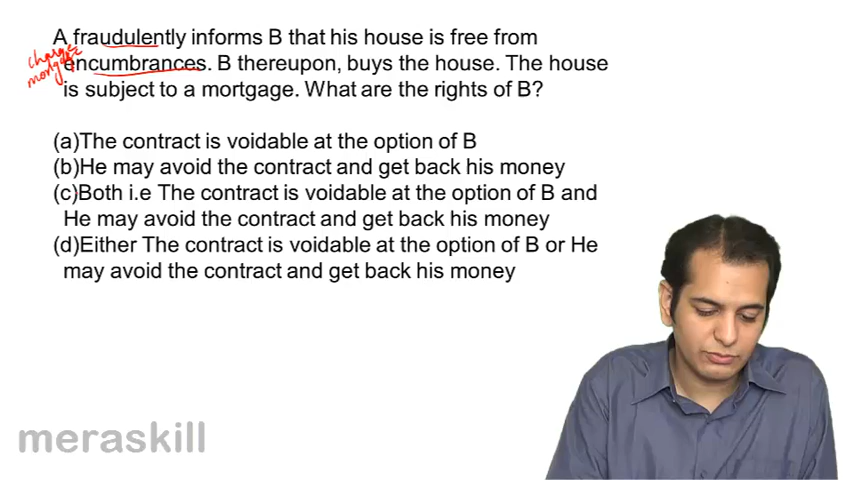 A fraudulently informs B that his house is free from
charge
mortgage
encumbrances. B thereupon, buys the house. The house
is subject to a mortgage. What are the rights of B?
(a)The contract is voidable at the option of B
(b)He may avoid the contract and get back his money
(c)Both i.e The contract is voidable at the option of B and
He may avoid the contract and get back his money
(d)Either The contract is voidable at the option of B or He
may avoid the contract and get back his money
meraskill